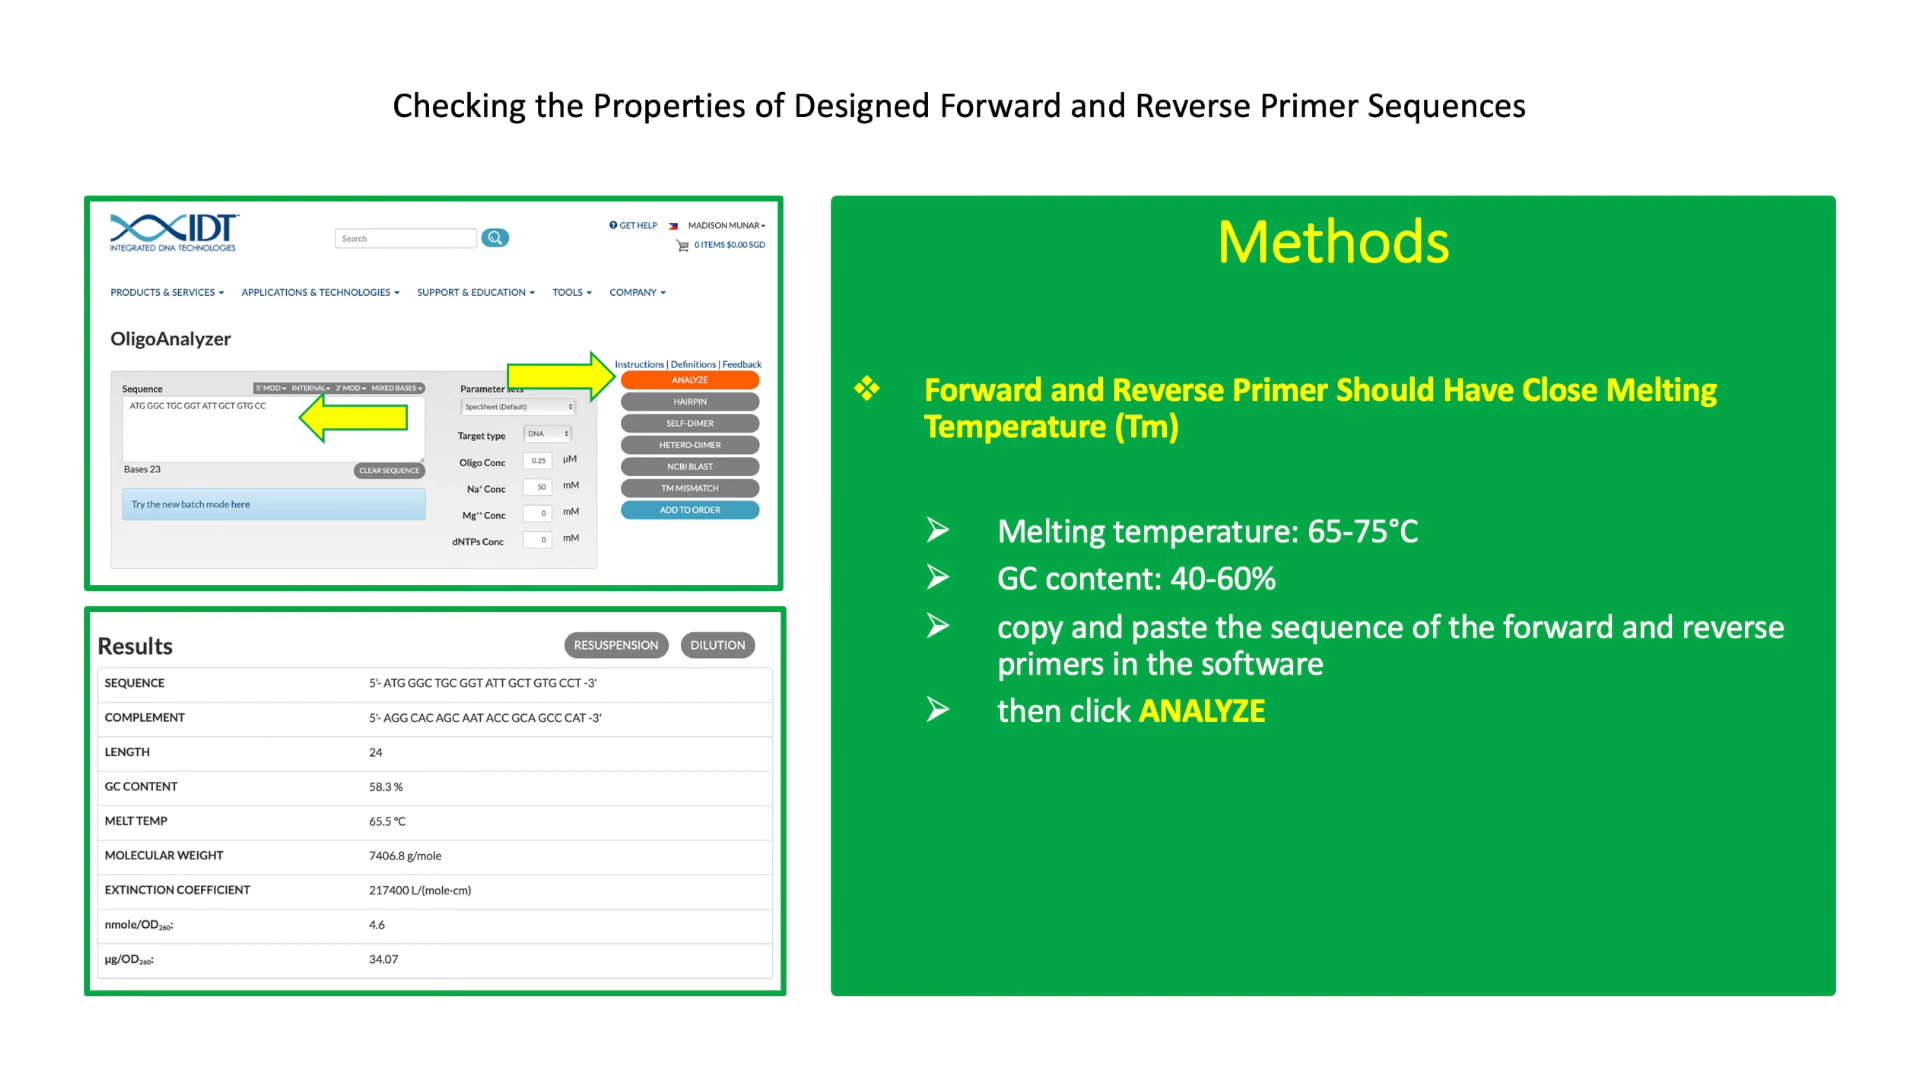 Checking the Properties of Designed Forward and Reverse Primer Sequences
IDT
INTEGRATED DNA TECHNOLOGIES
Search
GET HELP
MADISON MUNAR
0 ITEMS $0.00 SGD
PRODUCTS & SERVICES
APPLICATIONS & TECHNOLOGIES
SUPPORT & EDUCATION
TOOLS
COMPANY
OligoAnalyzer
Instructions | Definitions | Feedback
Sequence
5' MOD
INTERNAL
3' MOD
MIXED BASES
ATG GGC TGC GGT ATT GCT GTG CC
Bases 23
CLEAR SEQUENCE
Try the new batch mode here
Parameter sets
SpecSheet (Default)
Target type DNA
Oligo Conc 0.25 µM
Na⁺ Conc 50 mM
Mg⁺⁺ Conc 0 mM
dNTPs Conc 0 mM
ANALYZE
HAIRPIN
SELF-DIMER
HETERO-DIMER
NCBI BLAST
TM MISMATCH
ADD TO ORDER
Results
RESUSPENSION
DILUTION
SEQUENCE 5'- ATG GGC TGC GGT ATT GCT GTG CCT -3'
COMPLEMENT 5'- AGG CAC AGC AAT ACC GCA GCC CAT -3'
LENGTH 24
GC CONTENT 58.3 %
MELT TEMP 65.5 ºC
MOLECULAR WEIGHT 7406.8 g/mole
EXTINCTION COEFFICIENT 217400 L/(mole·cm)
nmole/OD₂₆₀: 4.6
µg/OD₂₆₀: 34.07
Methods
❖ Forward and Reverse Primer Should Have Close Melting
Temperature (Tm)
➢ Melting temperature: 65-75°C
➢ GC content: 40-60%
➢ copy and paste the sequence of the forward and reverse
primers in the software
➢ then click ANALYZE